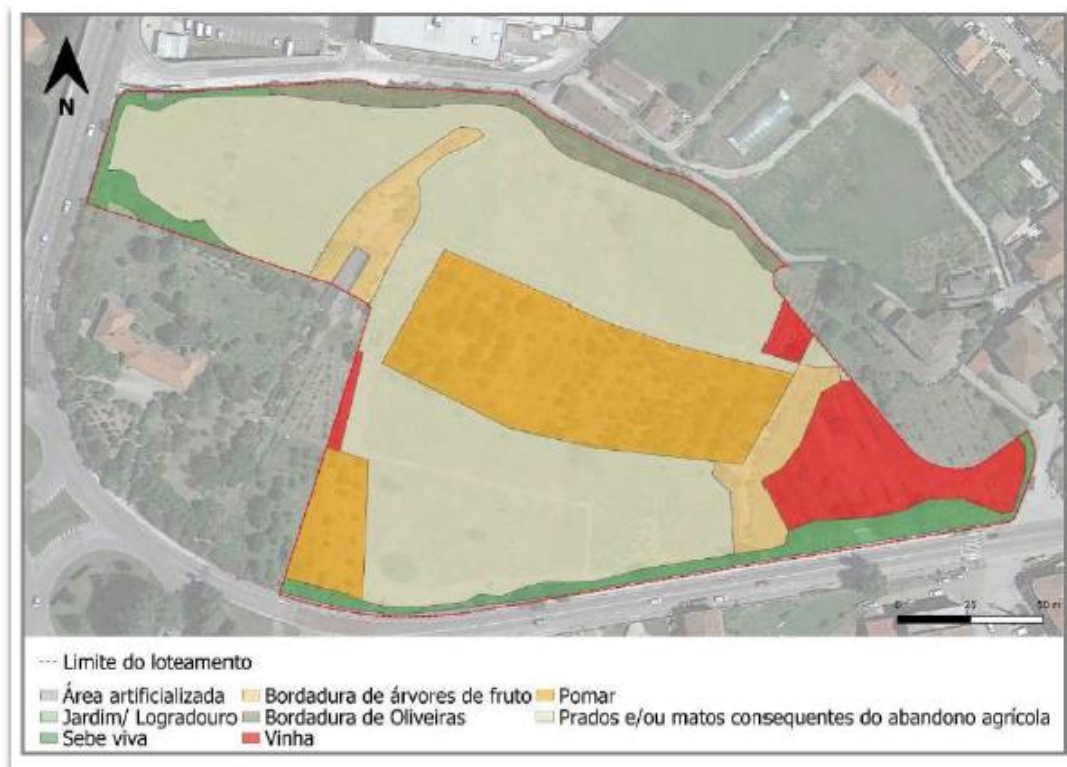 N
0 25 50 m
--- Limite do loteamento
Área artificializada Bordadura de árvores de fruto Pomar
Jardim/ Logradouro Bordadura de Oliveiras Prados e/ou matos consequentes do abandono agrícola
Sebe viva Vinha